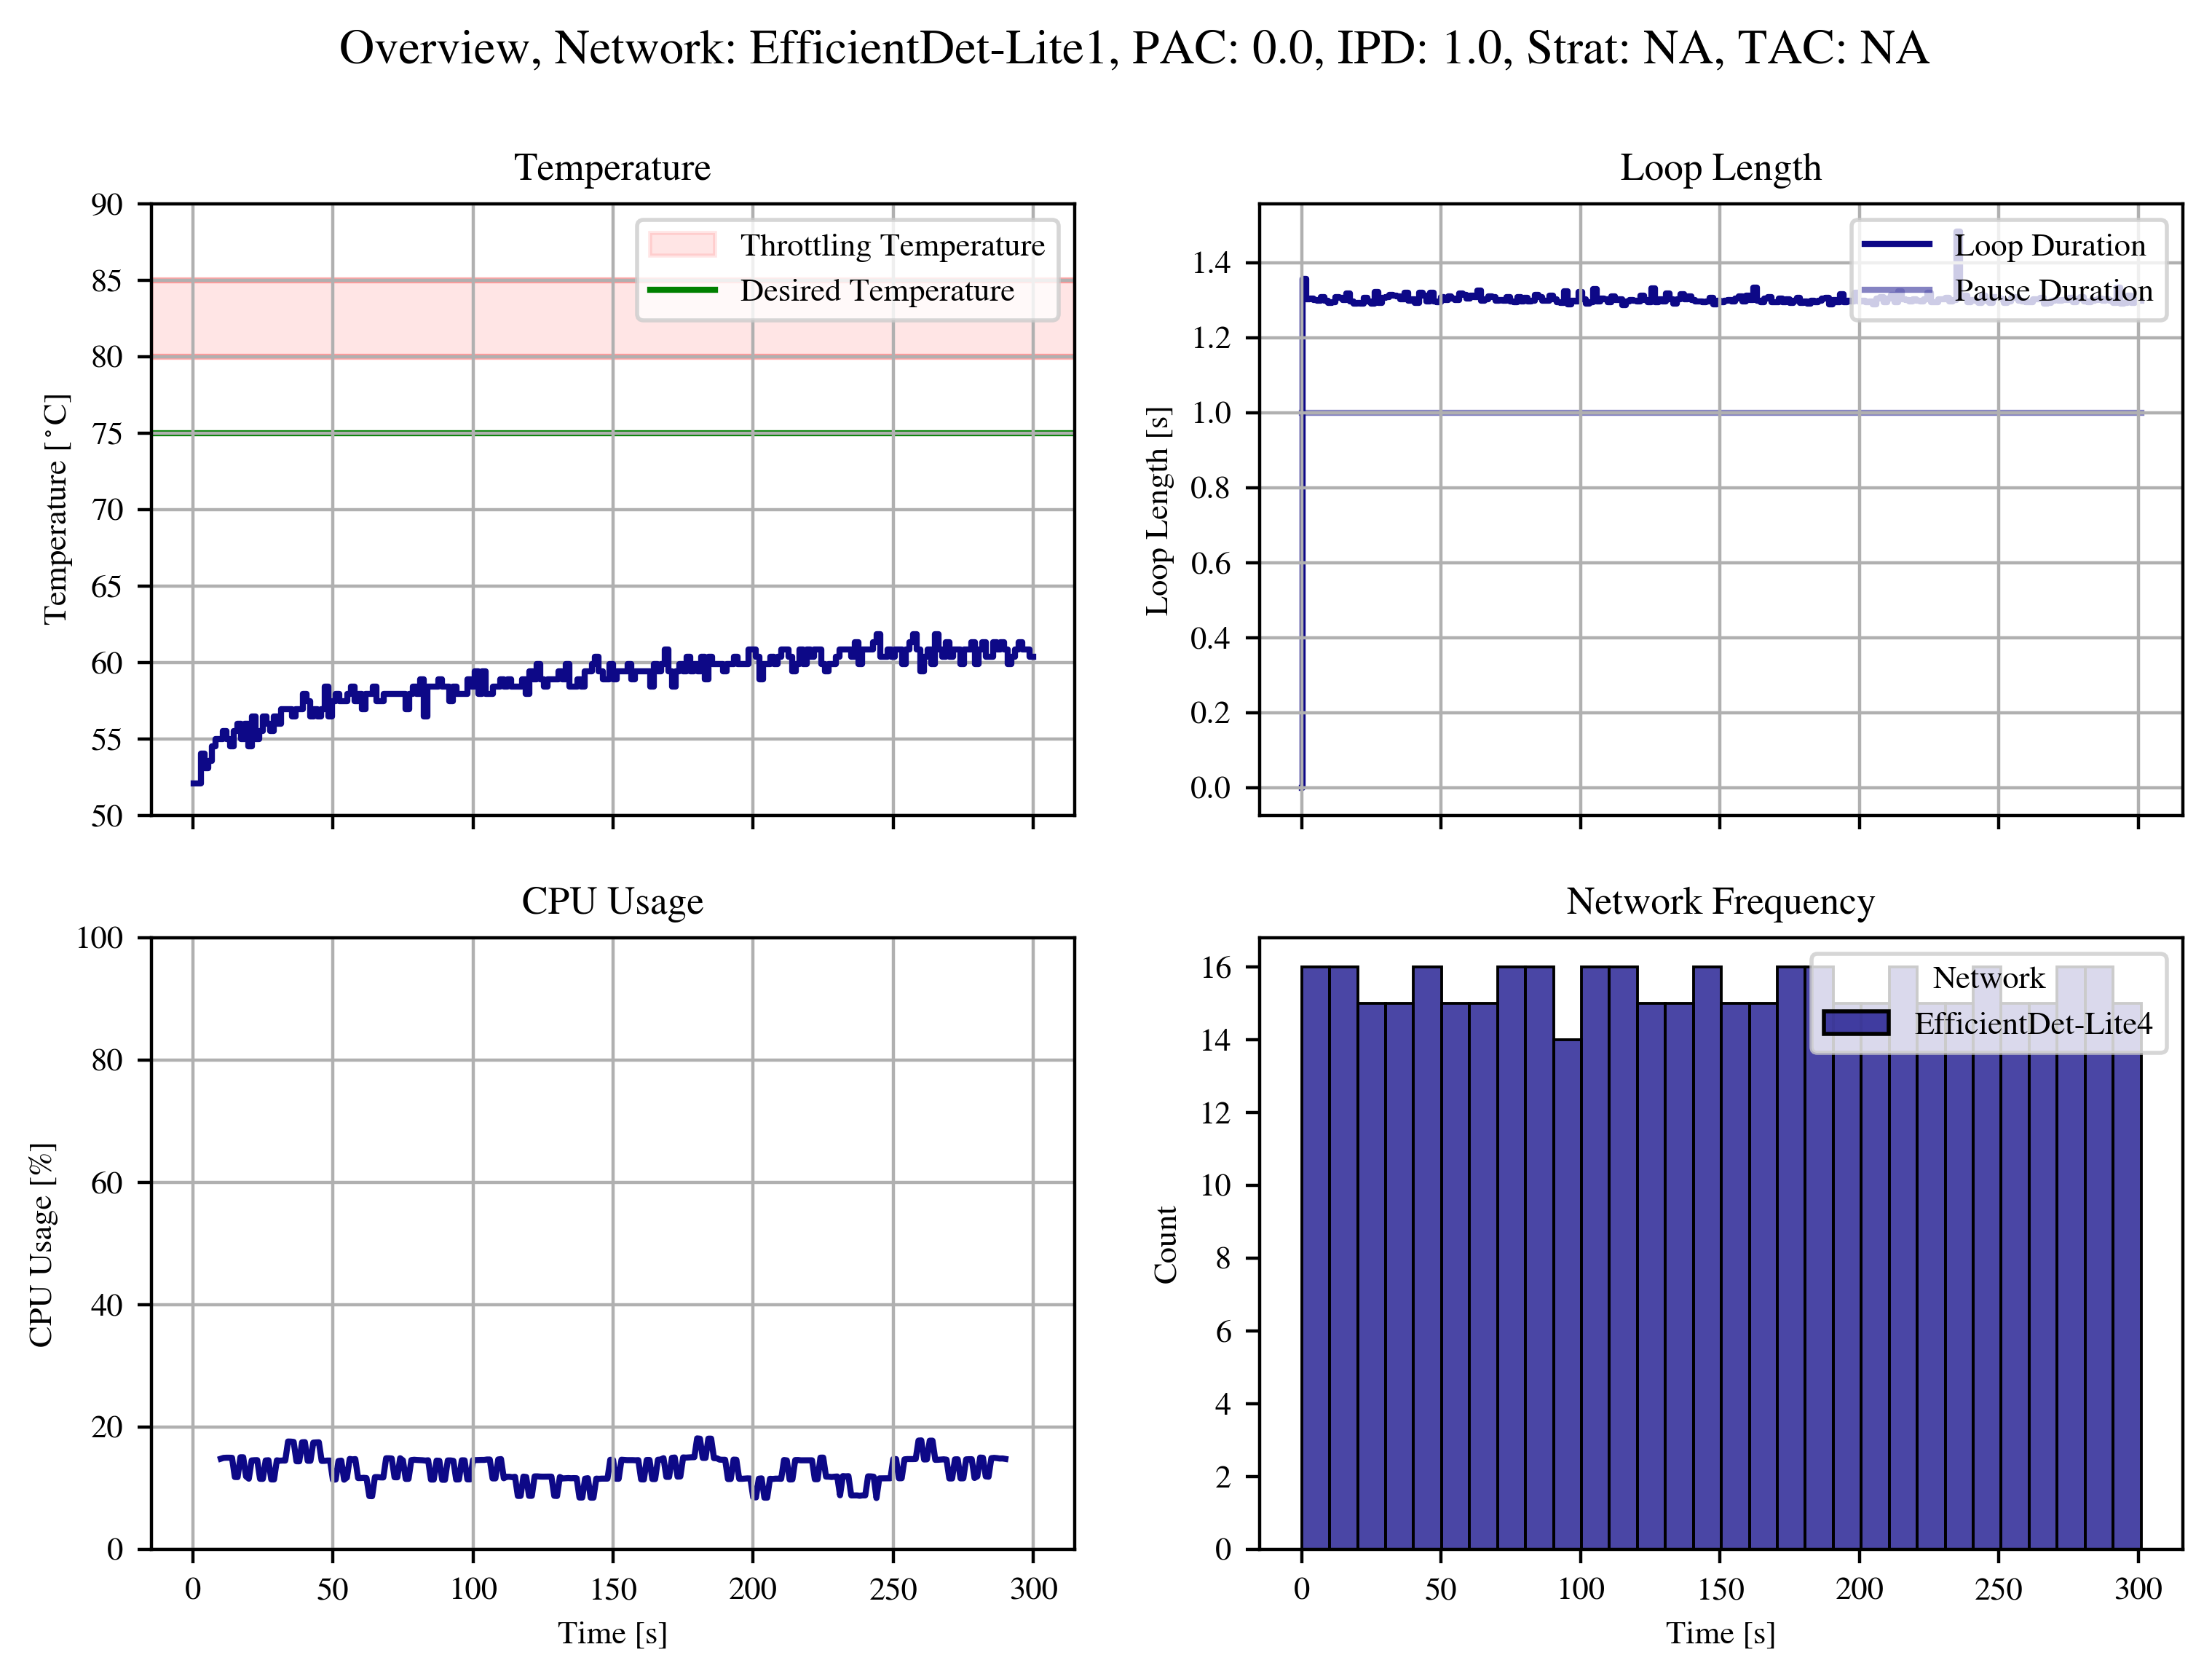 Overview, Network: EfficientDet-Lite1, PAC: 0.0, IPD: 1.0, Strat: NA, TAC: NA
Temperature
90
85
80
75
70
65
60
55
50
Temperature [°C]
Throttling Temperature
Desired Temperature
Loop Length
1.4
1.2
1.0
0.8
0.6
0.4
0.2
0.0
Loop Length [s]
Loop Duration
Pause Duration
CPU Usage
100
80
60
40
20
0
CPU Usage [%]
0 50 100 150 200 250 300
Time [s]
Network Frequency
16
14
12
10
8
6
4
2
0
Count
Network
EfficientDet-Lite4
0 50 100 150 200 250 300
Time [s]